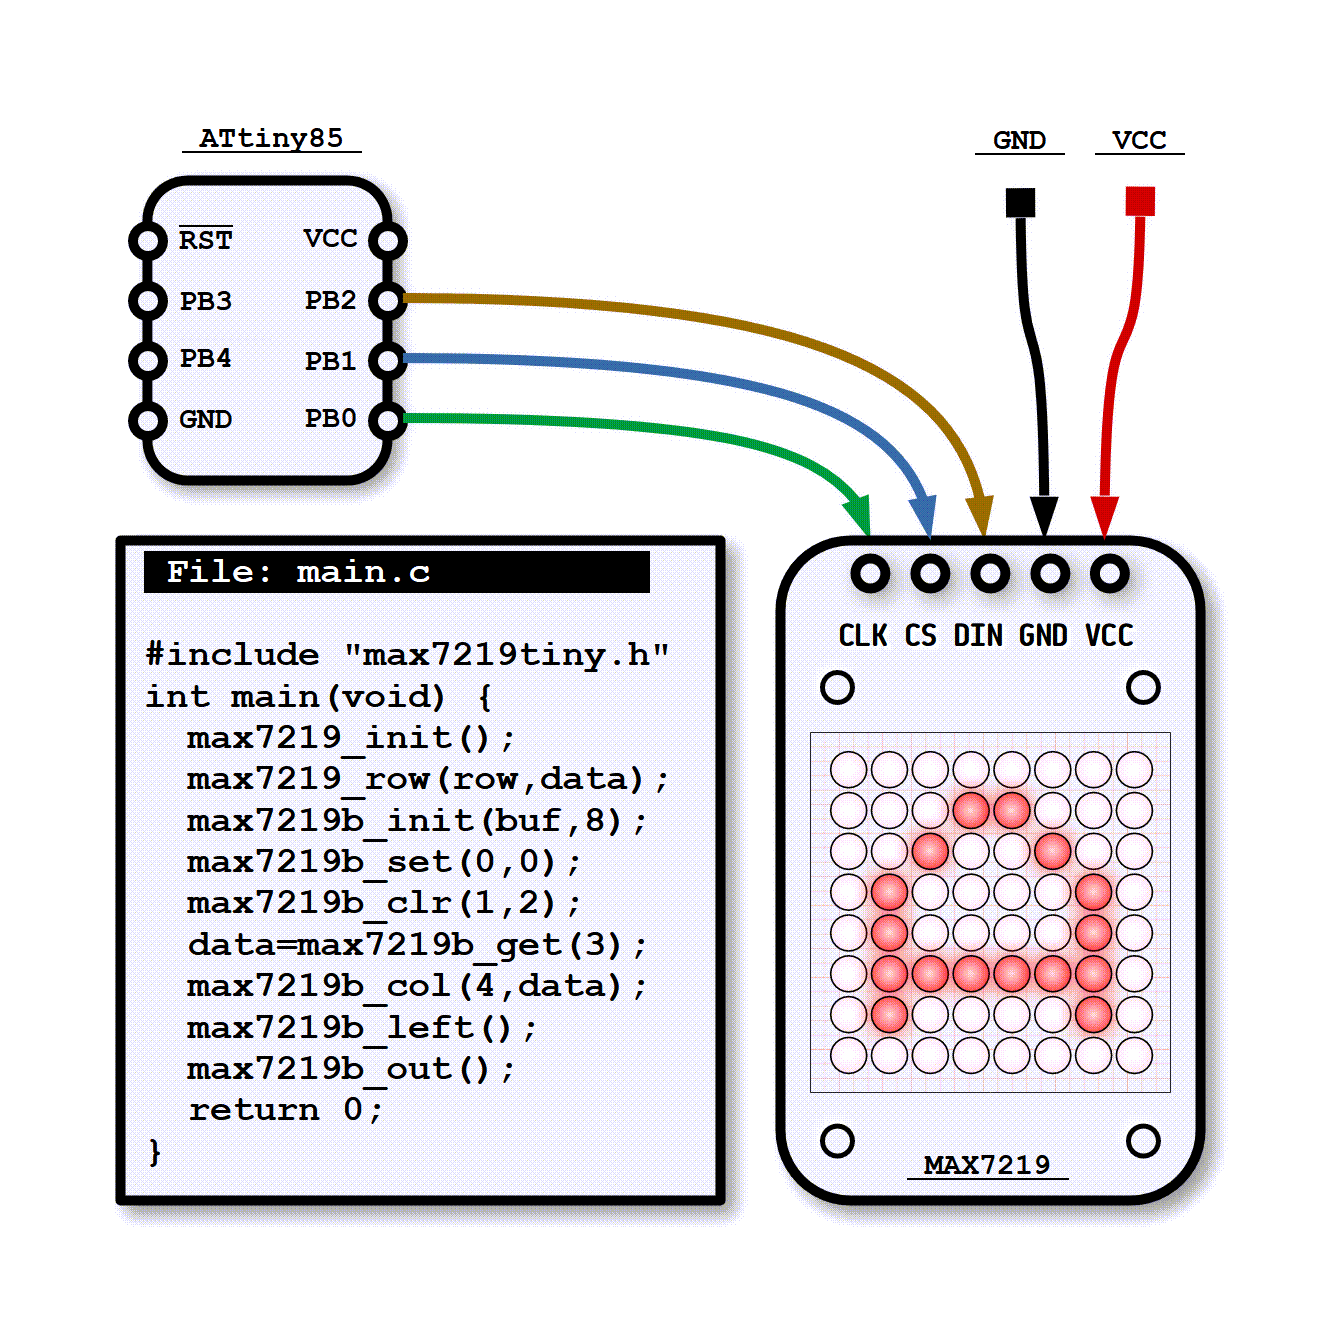 ATtiny85
GND VCC
RST VCC
PB3 PB2
PB4 PB1
GND PB0
File: main.c
#include "max7219tiny.h"
int main(void) {
max7219_init();
max7219_row(row,data);
max7219b_init(buf,8);
max7219b_set(0,0);
max7219b_clr(1,2);
data=max7219b_get(3);
max7219b_col(4,data);
max7219b_left();
max7219b_out();
return 0;
}
CLK CS DIN GND VCC
MAX7219